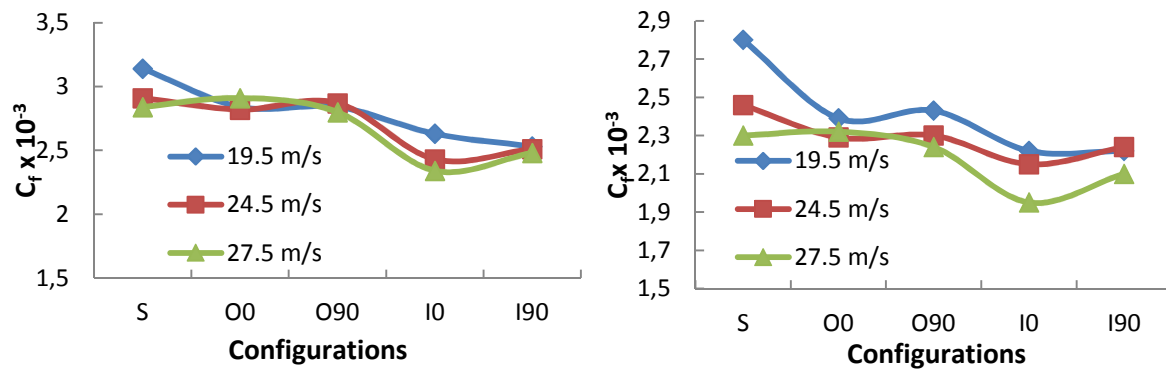 3,5
3
2,5
2
1,5
C_f x 10^-3
19.5 m/s
24.5 m/s
27.5 m/s
S O0 O90 I0 I90
Configurations
2,9
2,7
2,5
2,3
2,1
1,9
1,7
1,5
C_fx 10^-3
19.5 m/s
24.5 m/s
27.5 m/s
S O0 O90 I0 I90
Configurations